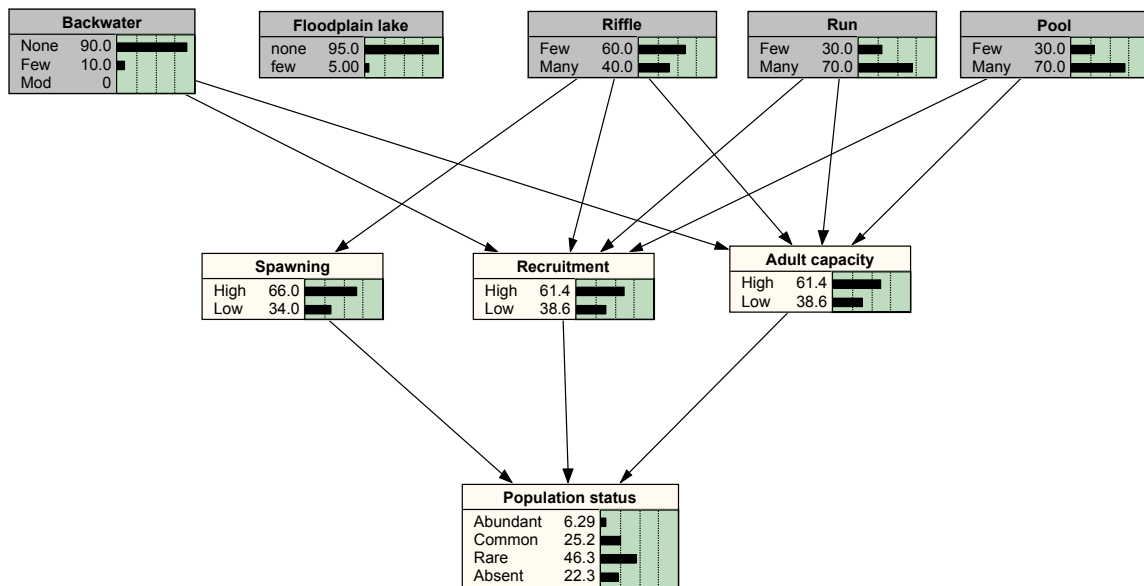 Backwater
None 90.0
Few 10.0
Mod 0
Floodplain lake
none 95.0
few 5.00
Riffle
Few 60.0
Many 40.0
Run
Few 30.0
Many 70.0
Pool
Few 30.0
Many 70.0
Spawning
High 66.0
Low 34.0
Recruitment
High 61.4
Low 38.6
Adult capacity
High 61.4
Low 38.6
Population status
Abundant 6.29
Common 25.2
Rare 46.3
Absent 22.3